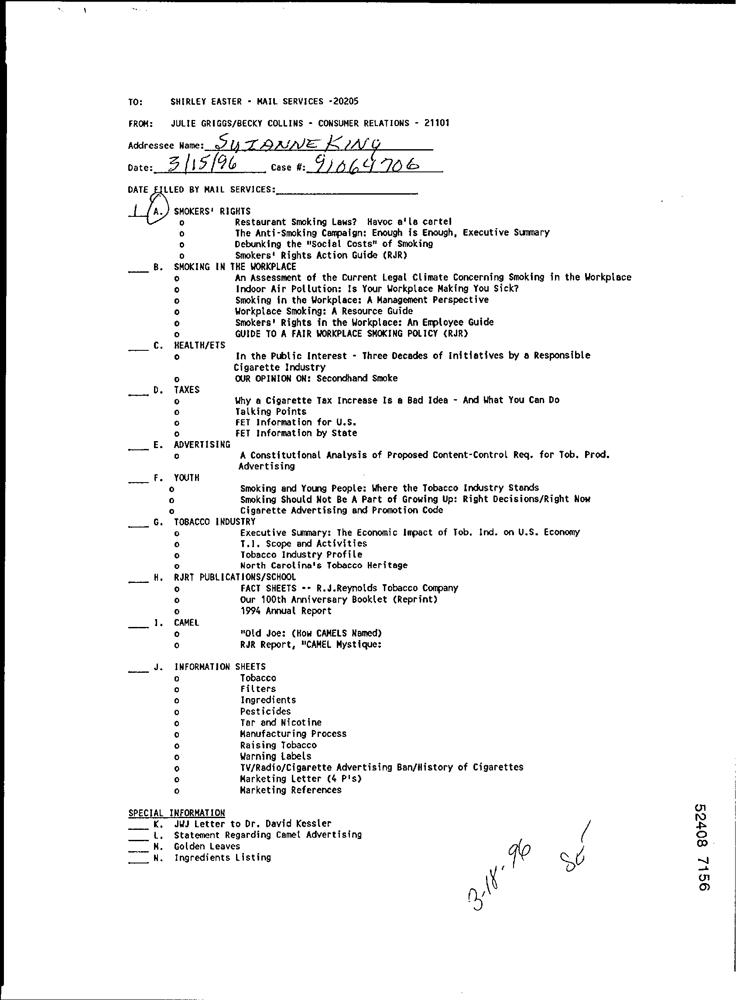 TO: SHIRLEY EASTER - MAIL SERVICES -20205
FROM: JULIE GRIGGS/BECKY COLLINS - CONSUMER RELATIONS - 21101
Addressee Name: SUZANNE KING
Date: 3/15/96 Case #: 91064706
DATE FILLED BY MAIL SERVICES:
1 A. SMOKERS' RIGHTS
o Restaurant Smoking Laws? Havoc a'la cartel
o The Anti-Smoking Campaign: Enough is Enough, Executive Summary
o Debunking the "Social Costs" of Smoking
o Smokers' Rights Action Guide (RJR)
B. SMOKING IN THE WORKPLACE
o An Assessment of the Current Legal Climate Concerning Smoking in the Workplace
o Indoor Air Pollution: Is Your Workplace Making You Sick?
o Smoking in the Workplace: A Management Perspective
o Workplace Smoking: A Resource Guide
o Smokers' Rights in the Workplace: An Employee Guide
o GUIDE TO A FAIR WORKPLACE SMOKING POLICY (RJR)
C. HEALTH/ETS
o In the Public Interest - Three Decades of Initiatives by a Responsible
Cigarette Industry
o OUR OPINION ON: Secondhand Smoke
D. TAXES
o Why a Cigarette Tax Increase Is a Bad Idea - And What You Can Do
o Talking Points
o FET Information for U.S.
o FET Information by State
E. ADVERTISING
o A Constitutional Analysis of Proposed Content-Control Req. for Tob. Prod.
Advertising
F. YOUTH
o Smoking and Young People: Where the Tobacco Industry Stands
o Smoking Should Not Be A Part of Growing Up: Right Decisions/Right Now
o Cigarette Advertising and Promotion Code
G. TOBACCO INDUSTRY
o Executive Summary: The Economic Impact of Tob. Ind. on U.S. Economy
o T.I. Scope and Activities
o Tobacco Industry Profile
o North Carolina's Tobacco Heritage
H. RJRT PUBLICATIONS/SCHOOL
o FACT SHEETS -- R.J.Reynolds Tobacco Company
o Our 100th Anniversary Booklet (Reprint)
o 1994 Annual Report
I. CAMEL
o "Old Joe: (How CAMELS Named)
o RJR Report, "CAMEL Mystique:
J. INFORMATION SHEETS
o Tobacco
o Filters
o Ingredients
o Pesticides
o Tar and Nicotine
o Manufacturing Process
o Raising Tobacco
o Warning Labels
o TV/Radio/Cigarette Advertising Ban/History of Cigarettes
o Marketing Letter (4 P's)
o Marketing References
SPECIAL INFORMATION
K. JWJ Letter to Dr. David Kessler
L. Statement Regarding Camel Advertising
M. Golden Leaves
N. Ingredients Listing
3-18-96
52408 7156